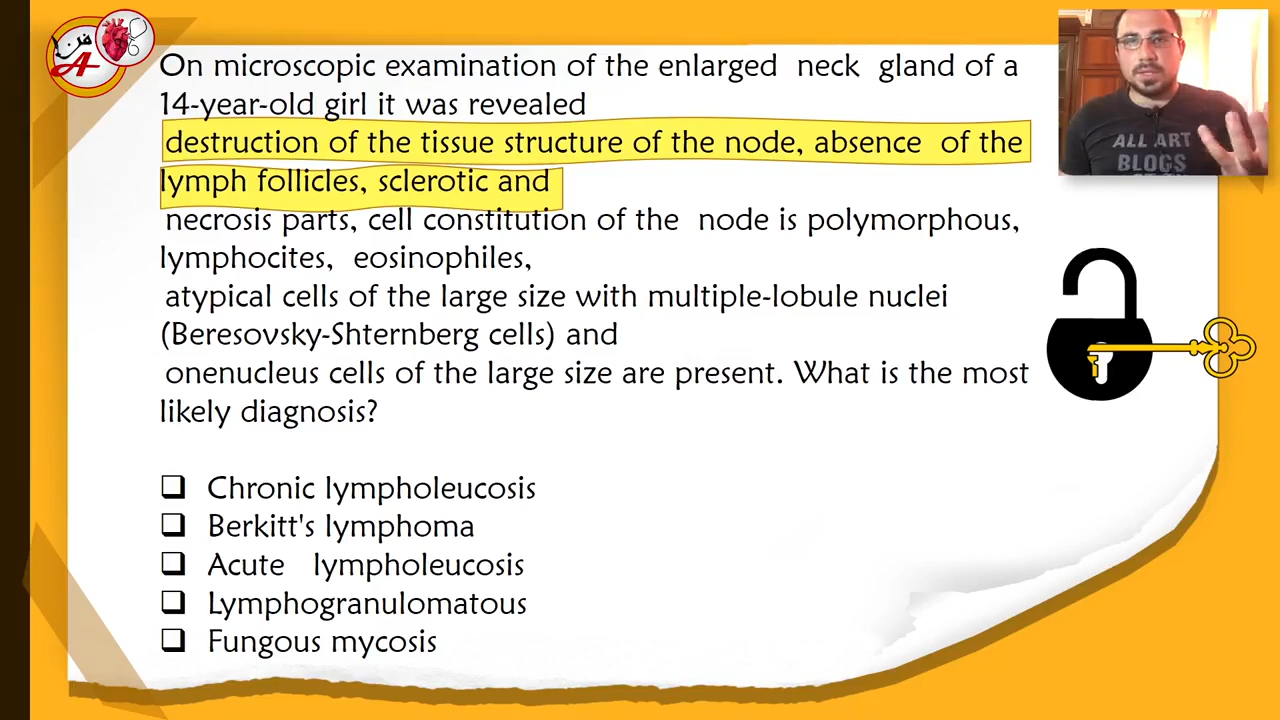 فن
A
ALL ART
BLOGS
On microscopic examination of the enlarged neck gland of a
14-year-old girl it was revealed
destruction of the tissue structure of the node, absence of the
lymph follicles, sclerotic and
necrosis parts, cell constitution of the node is polymorphous,
lymphocites, eosinophiles,
atypical cells of the large size with multiple-lobule nuclei
(Beresovsky-Shternberg cells) and
onenucleus cells of the large size are present. What is the most
likely diagnosis?
Chronic lympholeucosis
Berkitt's lymphoma
Acute lympholeucosis
Lymphogranulomatous
Fungous mycosis